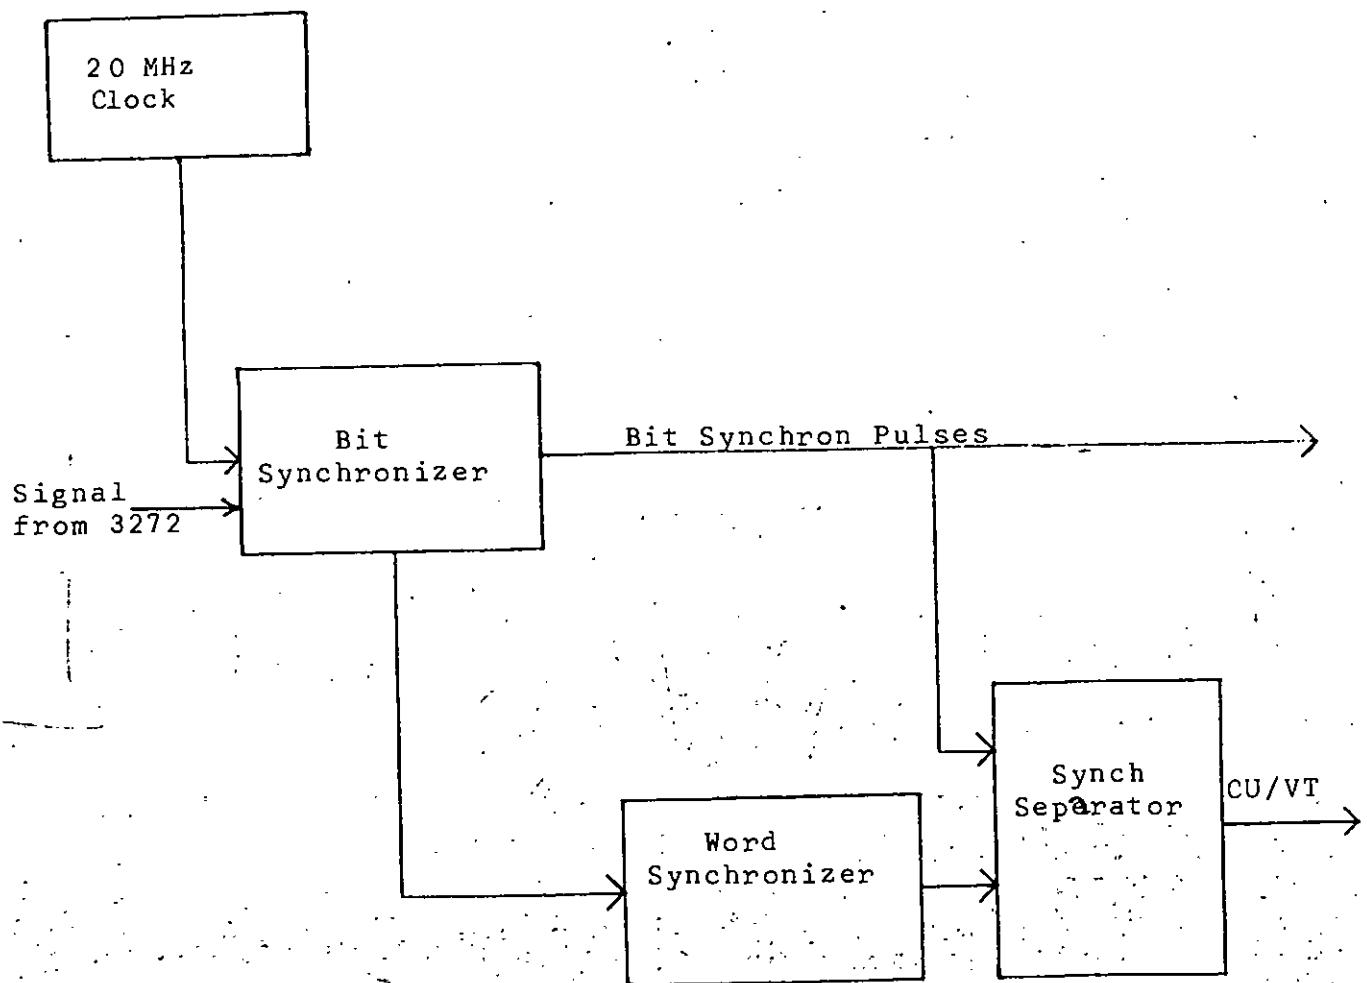 20 MHz
Clock
Bit
Synchronizer
Bit Synchron Pulses
Signal
from 3272
Synch
Separator
CU/VT
Word
Synchronizer